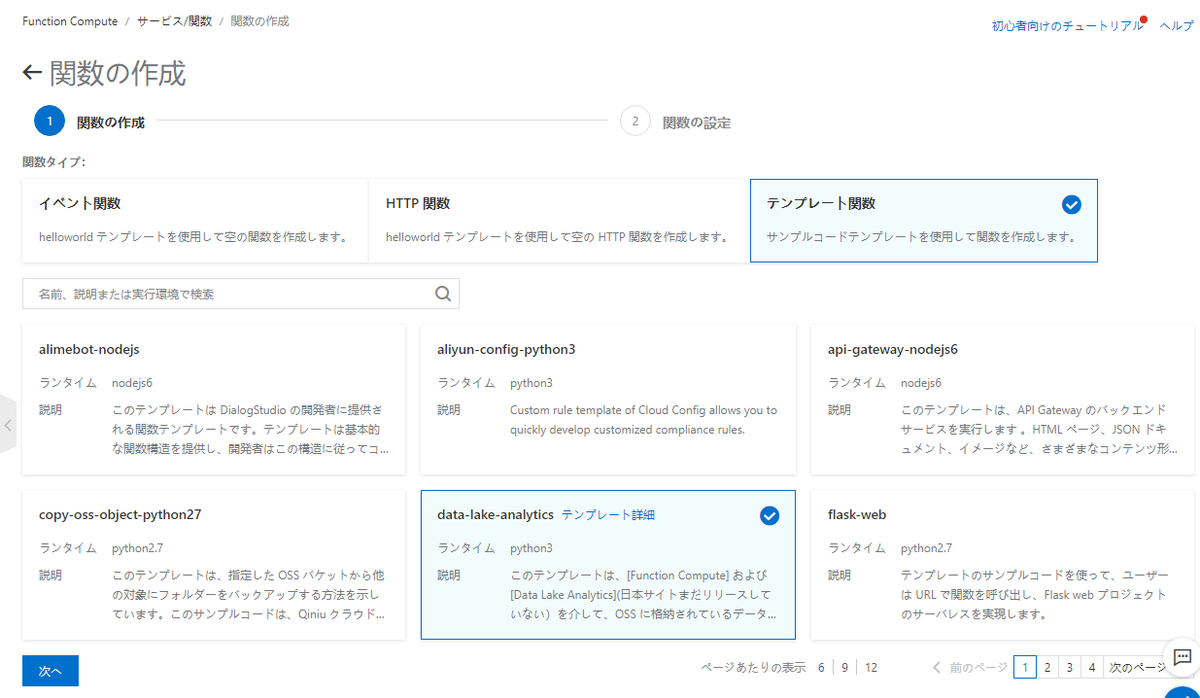 Function Compute / サービス/関数 / 関数の作成
初心者向けのチュートリアル ヘルプ
← 関数の作成
1 関数の作成
2 関数の設定
関数タイプ:
イベント関数
helloworld テンプレートを使用して空の関数を作成します。
HTTP 関数
helloworld テンプレートを使用して空の HTTP 関数を作成します。
テンプレート関数
サンプルコードテンプレートを使用して関数を作成します。
名前、説明または実行環境で検索
alimebot-nodejs
ランタイム nodejs6
説明 このテンプレートは DialogStudio の開発者に提供さ
れる関数テンプレートです。テンプレートは基本的
な関数構造を提供し、開発者はこの構造に従ってコ...
aliyun-config-python3
ランタイム python3
説明 Custom rule template of Cloud Config allows you to
quickly develop customized compliance rules.
api-gateway-nodejs6
ランタイム nodejs6
説明 このテンプレートは、API Gateway のバックエンド
サービスを実行します 。HTML ページ、JSON ドキ
ュメント、イメージなど、さまざまなコンテンツ形...
copy-oss-object-python27
ランタイム python2.7
説明 このテンプレートは、指定した OSS バケットから他
の対象にフォルダーをバックアップする方法を示し
ています。このサンプルコードは、Qiniu クラウド...
data-lake-analytics テンプレート詳細
ランタイム python3
説明 このテンプレートは、[Function Compute] および
[Data Lake Analytics](日本サイトまだリリースして
いない）を介して、OSS に格納されているデータ...
flask-web
ランタイム python2.7
説明 テンプレートのサンプルコードを使って、ユーザー
は URL で関数を呼び出し、Flask web プロジェクト
のサーバレスを実現します。
次へ
ページあたりの表示 6 9 12
前のページ 1 2 3 4 次のページ